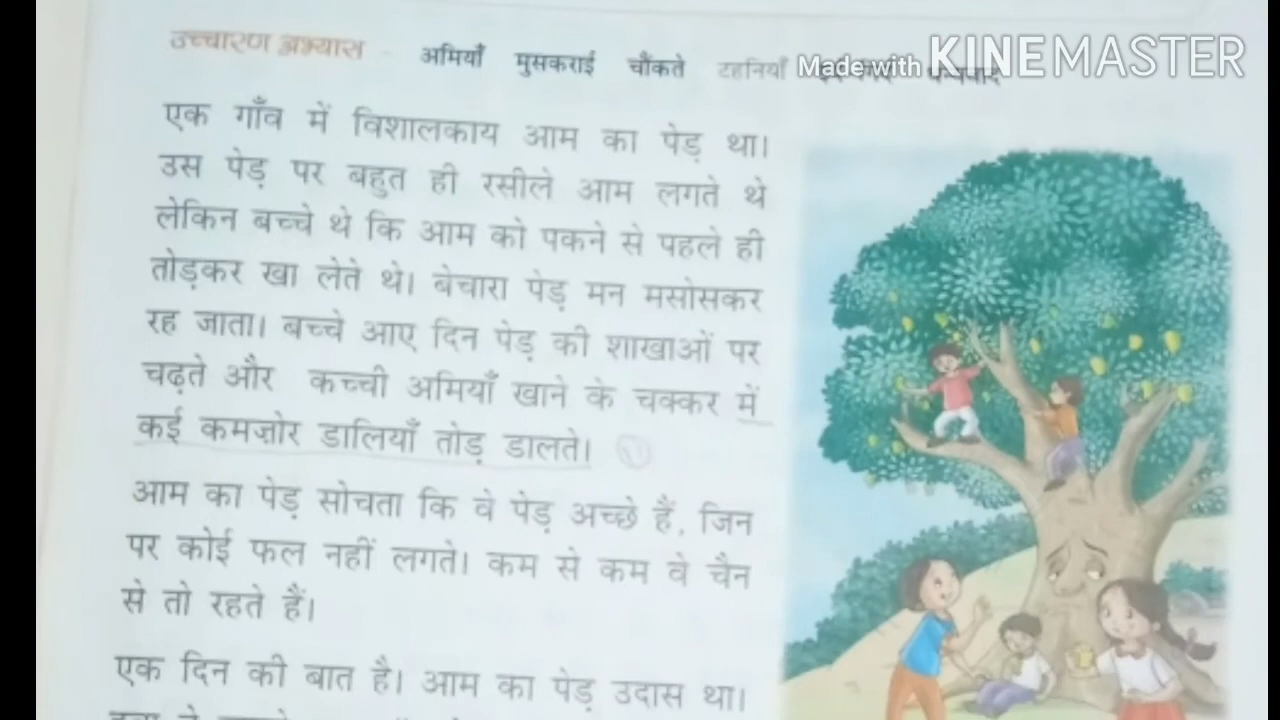 उच्चारण अभ्यास – अमियाँ मुसकराई चौंकते टहनियाँ
Made with KINEMASTER
एक गाँव में विशालकाय आम का पेड़ था।
उस पेड़ पर बहुत ही रसीले आम लगते थे
लेकिन बच्चे थे कि आम को पकने से पहले ही
तोड़कर खा लेते थे। बेचारा पेड़ मन मसोसकर
रह जाता। बच्चे आए दिन पेड़ की शाखाओं पर
चढ़ते और कच्ची अमियाँ खाने के चक्कर में
कई कमज़ोर डालियाँ तोड़ डालते।
आम का पेड़ सोचता कि वे पेड़ अच्छे हैं, जिन
पर कोई फल नहीं लगते। कम से कम वे चैन
से तो रहते हैं।
एक दिन की बात है। आम का पेड़ उदास था।